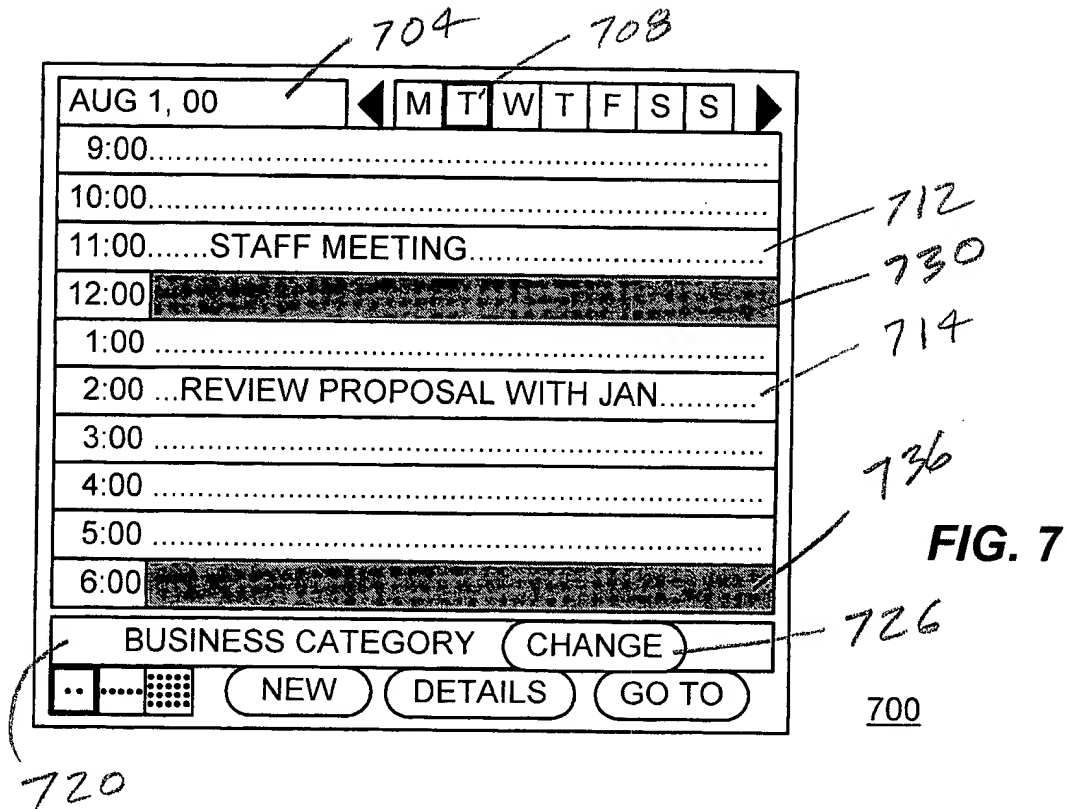 704 708
AUG 1, 00 M T W T F S S
9:00
10:00
11:00.......STAFF MEETING 712
12:00 730
1:00 714
2:00 ...REVIEW PROPOSAL WITH JAN
3:00
4:00 736
5:00 FIG. 7
6:00
BUSINESS CATEGORY CHANGE 726
NEW DETAILS GO TO 700
720